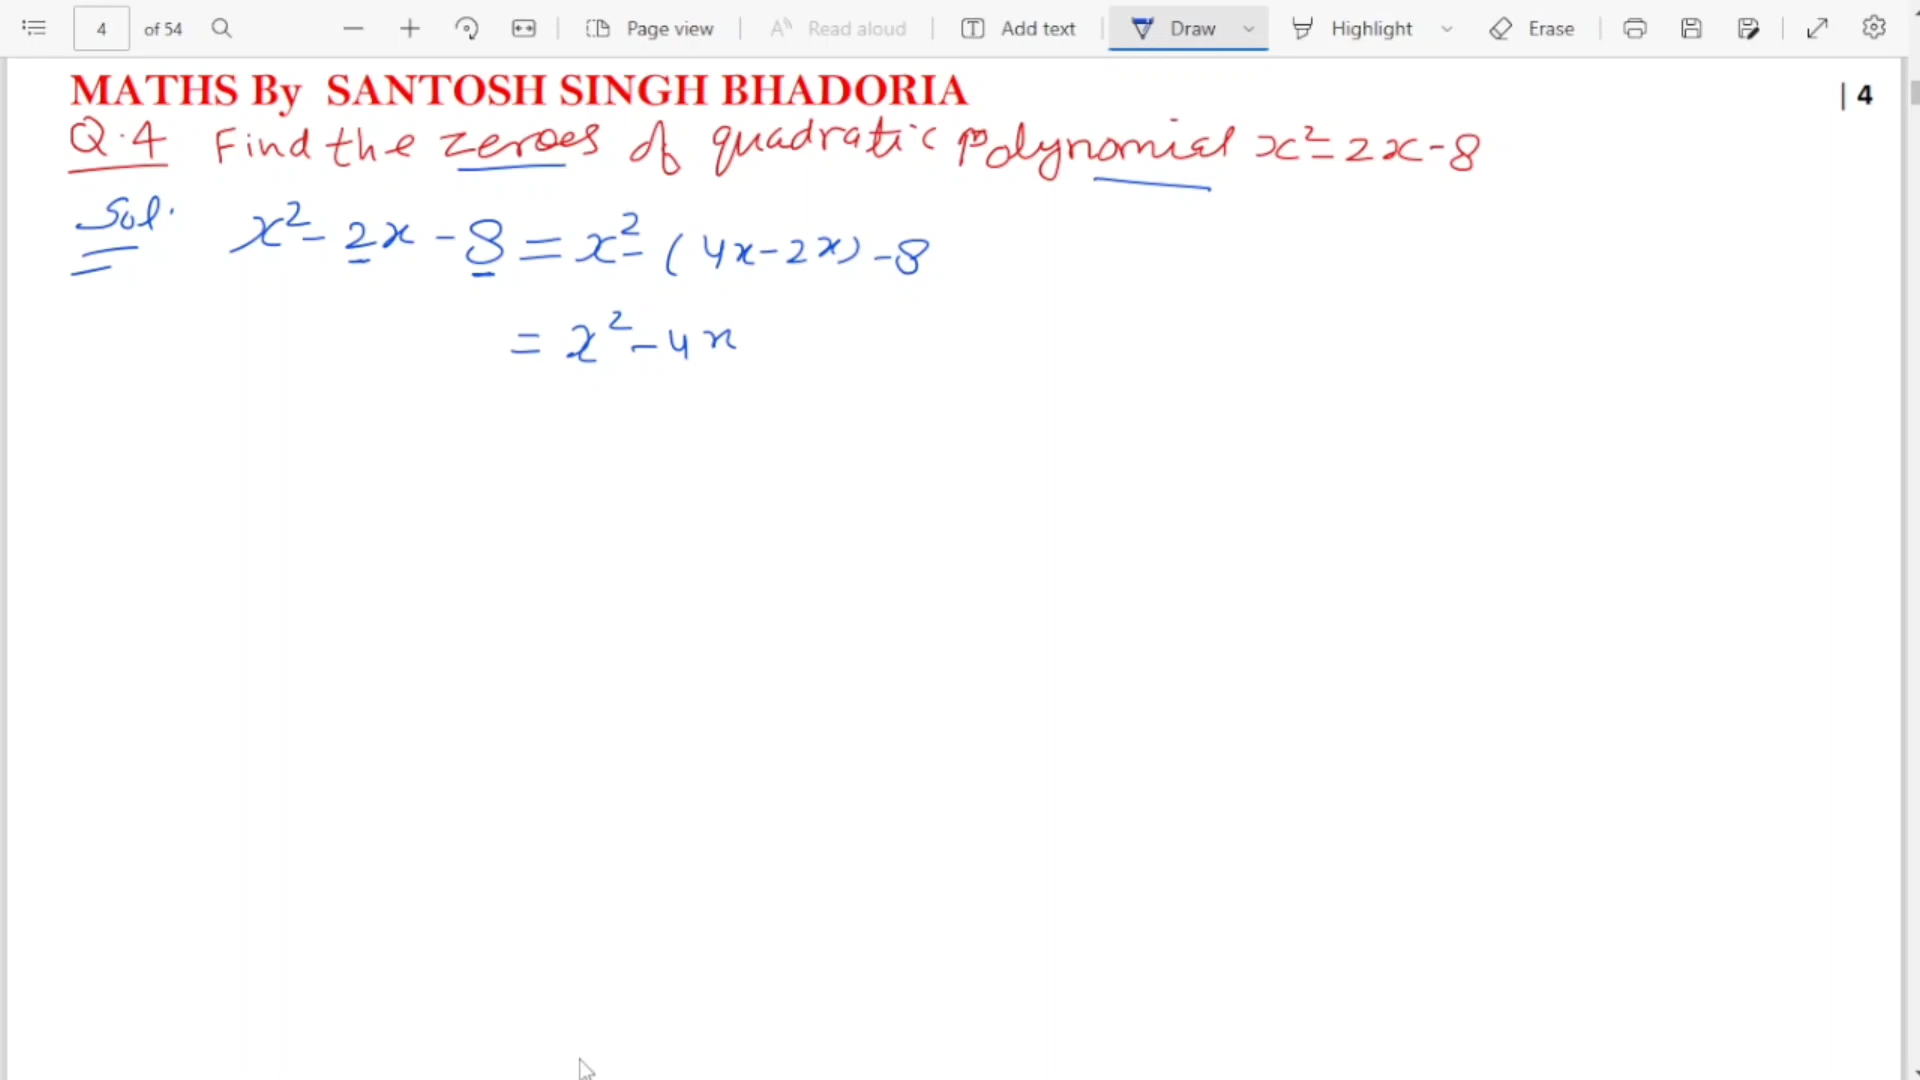 4 of 54 Page view Read aloud Add text Draw Highlight Erase
MATHS By SANTOSH SINGH BHADORIA | 4
Q.4 Find the zeroes of quadratic polynomial x²-2x-8
Sol. x²-2x-8=x²-(4x-2x)-8
= x²-4x